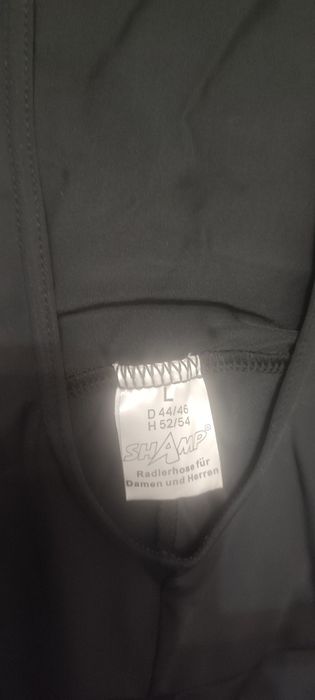 L
D 44/46
H 52/54
SHAMP®
Radlerhose für
Damen und Herren